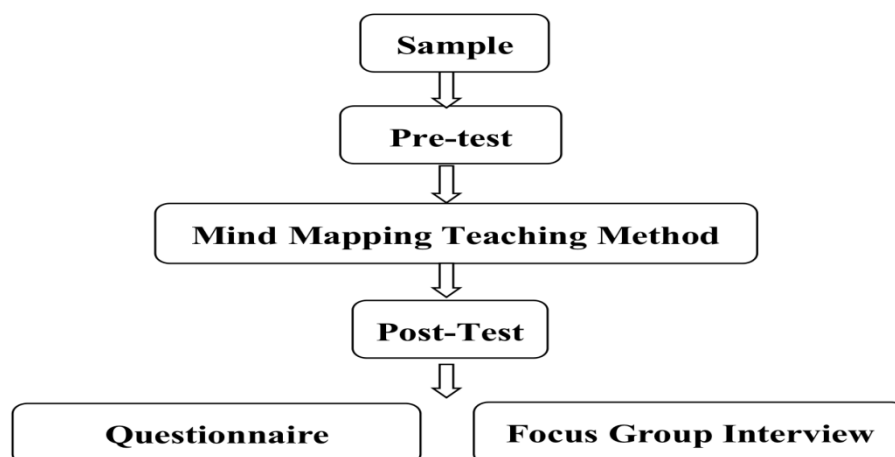 Sample
Pre-test
Mind Mapping Teaching Method
Post-Test
Questionnaire
Focus Group Interview